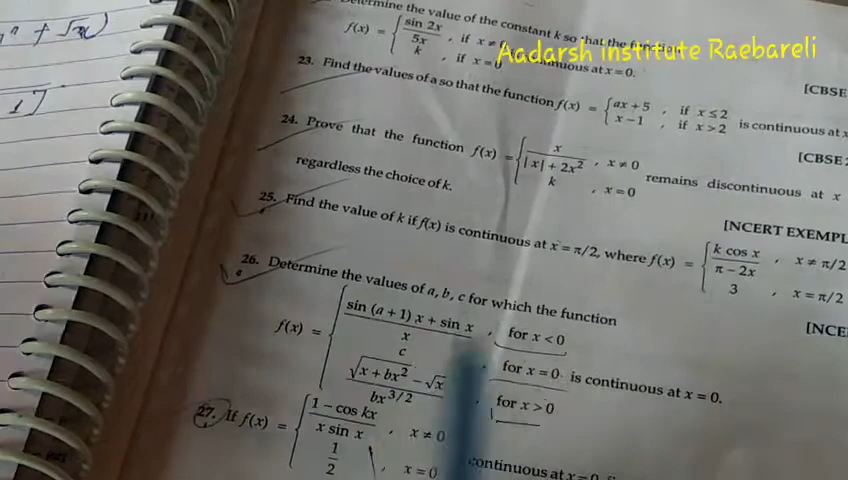 n + √x)
17
Determine the value of the constant k so that the function
f(x) = { sin 2x / 5x , if x ≠ 0
k , if x = 0 continuous at x = 0.
Aadarsh institute Raebareli
[CBSE
23. Find the values of a so that the function f(x) = { ax + 5 , if x ≤ 2
x − 1 , if x > 2 is continuous at x
[CBSE 2
24. Prove that the function f(x) = { x / |x| + 2x² , x ≠ 0
k , x = 0 remains discontinuous at x
regardless the choice of k.
[NCERT EXEMPL
25. Find the value of k if f(x) is continuous at x = π/2, where f(x) = { k cos x / π − 2x , x ≠ π/2
3 , x = π/2
[NCE
26. Determine the values of a, b, c for which the function
f(x) = { sin (a + 1) x + sin x / x , for x < 0
c , for x = 0 is continuous at x = 0.
√x + bx² − √x / bx^3/2 , for x > 0
27. If f(x) = { 1 − cos kx / x sin x , x ≠ 0
1/2 , x = 0 continuous at x = 0,